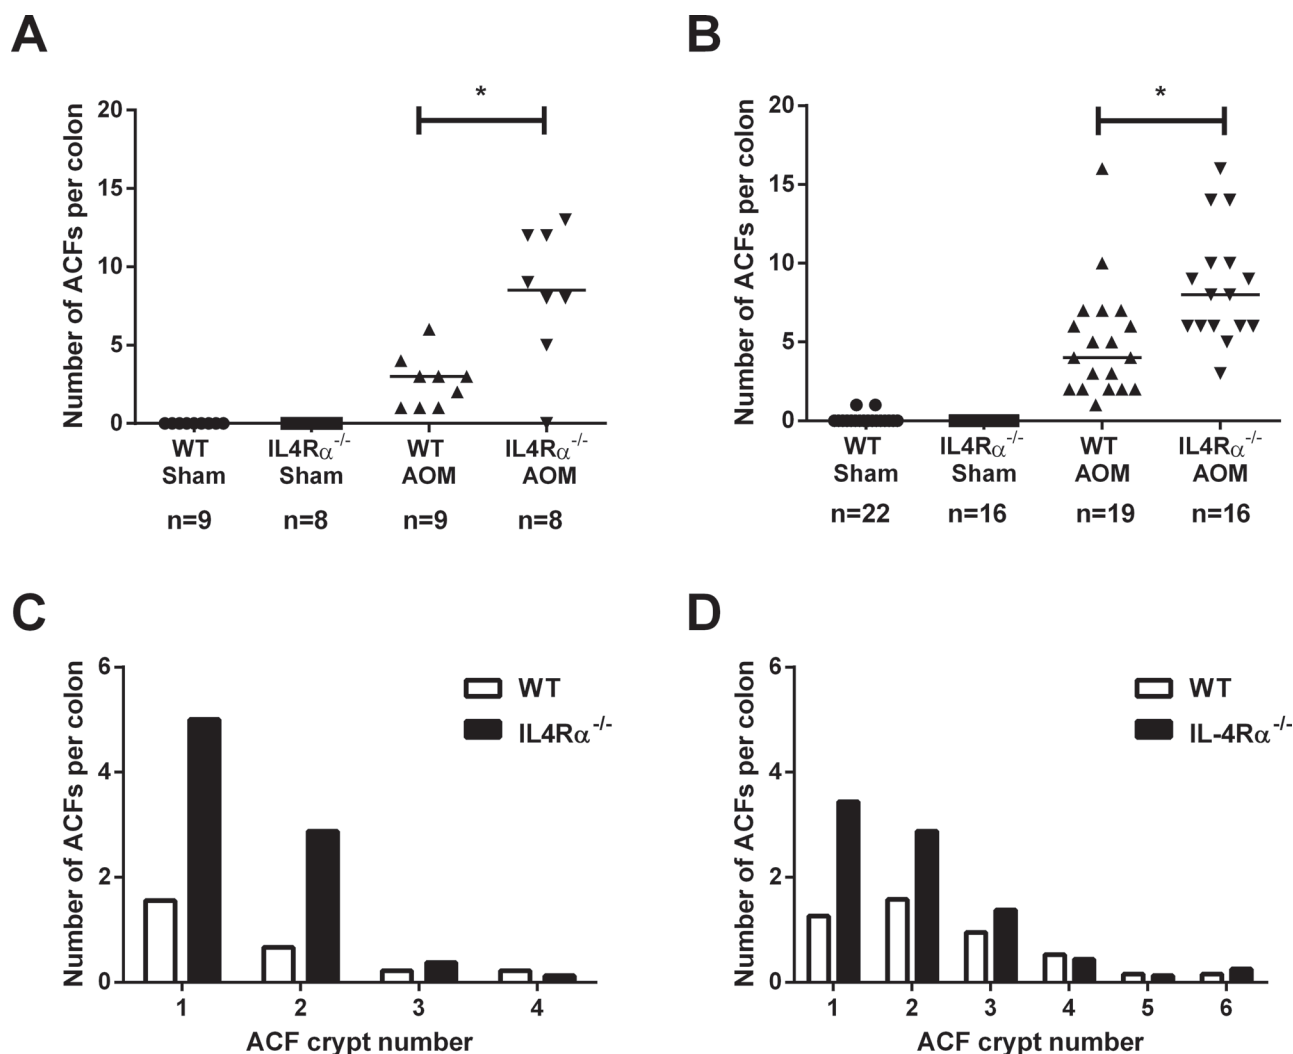 A
Number of ACFs per colon
20
15
10
5
0
*
WT Sham
IL4Rα-/- Sham
WT AOM
IL4Rα-/- AOM
n=9
n=8
n=9
n=8
B
Number of ACFs per colon
20
15
10
5
0
*
WT Sham
IL4Rα-/- Sham
WT AOM
IL4Rα-/- AOM
n=22
n=16
n=19
n=16
C
Number of ACFs per colon
6
4
2
0
WT
IL4Rα-/-
1 2 3 4
ACF crypt number
D
Number of ACFs per colon
6
4
2
0
WT
IL-4Rα-/-
1 2 3 4 5 6
ACF crypt number